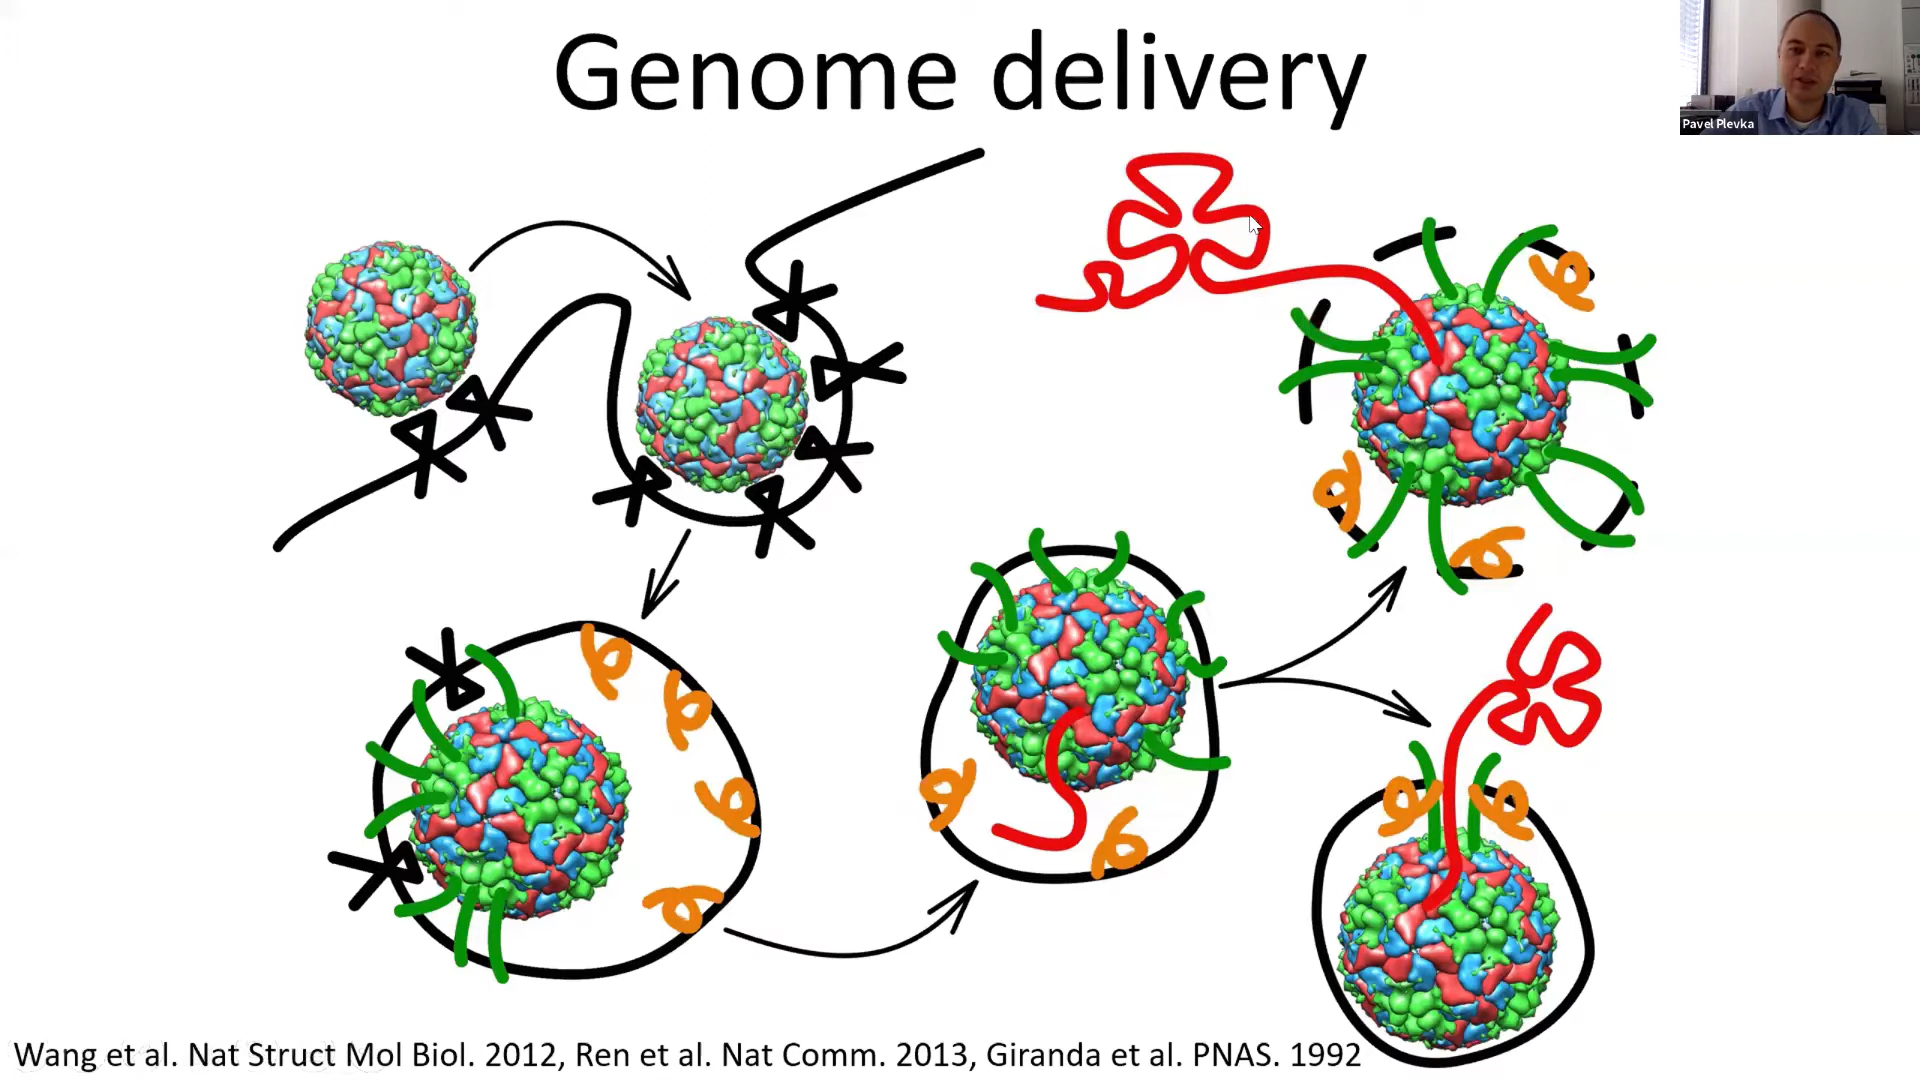 Genome delivery
Pavel Plevka
Wang et al. Nat Struct Mol Biol. 2012, Ren et al. Nat Comm. 2013, Giranda et al. PNAS. 1992